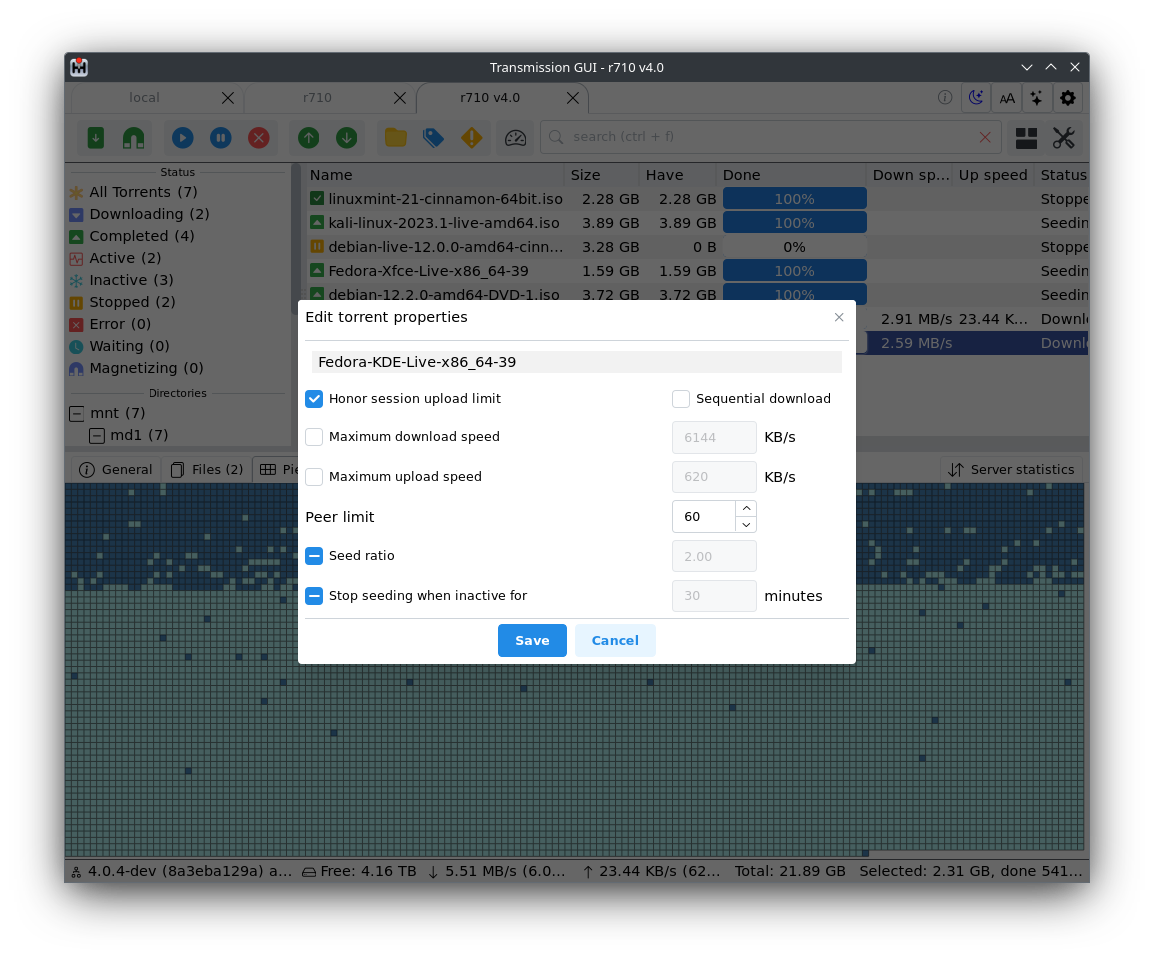 Transmission GUI - r710 v4.0
local
r710
r710 v4.0
search (ctrl + f)
Status
All Torrents (7)
Downloading (2)
Completed (4)
Active (2)
Inactive (3)
Stopped (2)
Error (0)
Waiting (0)
Magnetizing (0)
Directories
mnt (7)
md1 (7)
Name Size Have Done Down sp... Up speed Status
linuxmint-21-cinnamon-64bit.iso 2.28 GB 2.28 GB 100% Stoppe
kali-linux-2023.1-live-amd64.iso 3.89 GB 3.89 GB 100% Seedin
debian-live-12.0.0-amd64-cinn... 3.28 GB 0 B 0% Stoppe
Fedora-Xfce-Live-x86_64-39 1.59 GB 1.59 GB 100% Seedin
debian-12.2.0-amd64-DVD-1.iso 3.72 GB 3.72 GB 100% Seedin
2.91 MB/s 23.44 K... Downl
2.59 MB/s Downl
Edit torrent properties
Fedora-KDE-Live-x86_64-39
Honor session upload limit
Sequential download
Maximum download speed 6144 KB/s
Maximum upload speed 620 KB/s
Peer limit 60
Seed ratio 2.00
Stop seeding when inactive for 30 minutes
Save
Cancel
General
Files (2)
Pie
Server statistics
4.0.4-dev (8a3eba129a) a... Free: 4.16 TB 5.51 MB/s (6.0... 23.44 KB/s (62... Total: 21.89 GB Selected: 2.31 GB, done 541...